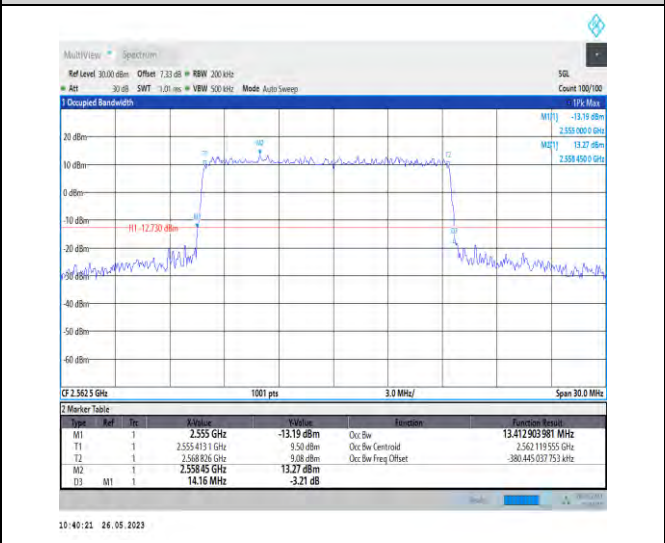 MultiView Spectrum
Ref Level 30.00 dBm Offset 7.33 dB RBW 200 kHz SGL
Att 30 dB SWT 1.01 ms VBW 500 kHz Mode Auto Sweep Count 100/100
1 Occupied Bandwidth 1Pk Max
M1[1] -13.19 dBm
2.555 000 0 GHz
M2[1] 13.27 dBm
2.558 450 0 GHz
20 dBm
10 dBm
0 dBm
-10 dBm
H1 -12.730 dBm
-20 dBm
-30 dBm
-40 dBm
-50 dBm
-60 dBm
CF 2.562 5 GHz 1001 pts 3.0 MHz/ Span 30.0 MHz
2 Marker Table
Type Ref Trc X-Value Y-Value Function Function Result
M1 1 2.555 GHz -13.19 dBm Occ Bw 13.412 903 981 MHz
T1 1 2.555 413 1 GHz 9.50 dBm Occ Bw Centroid 2.562 119 555 GHz
T2 1 2.568 826 GHz 9.08 dBm Occ Bw Freq Offset -380.445 037 753 kHz
M2 1 2.558 45 GHz 13.27 dBm
D3 M1 1 14.16 MHz -3.21 dB
10:40:21 26.05.2023